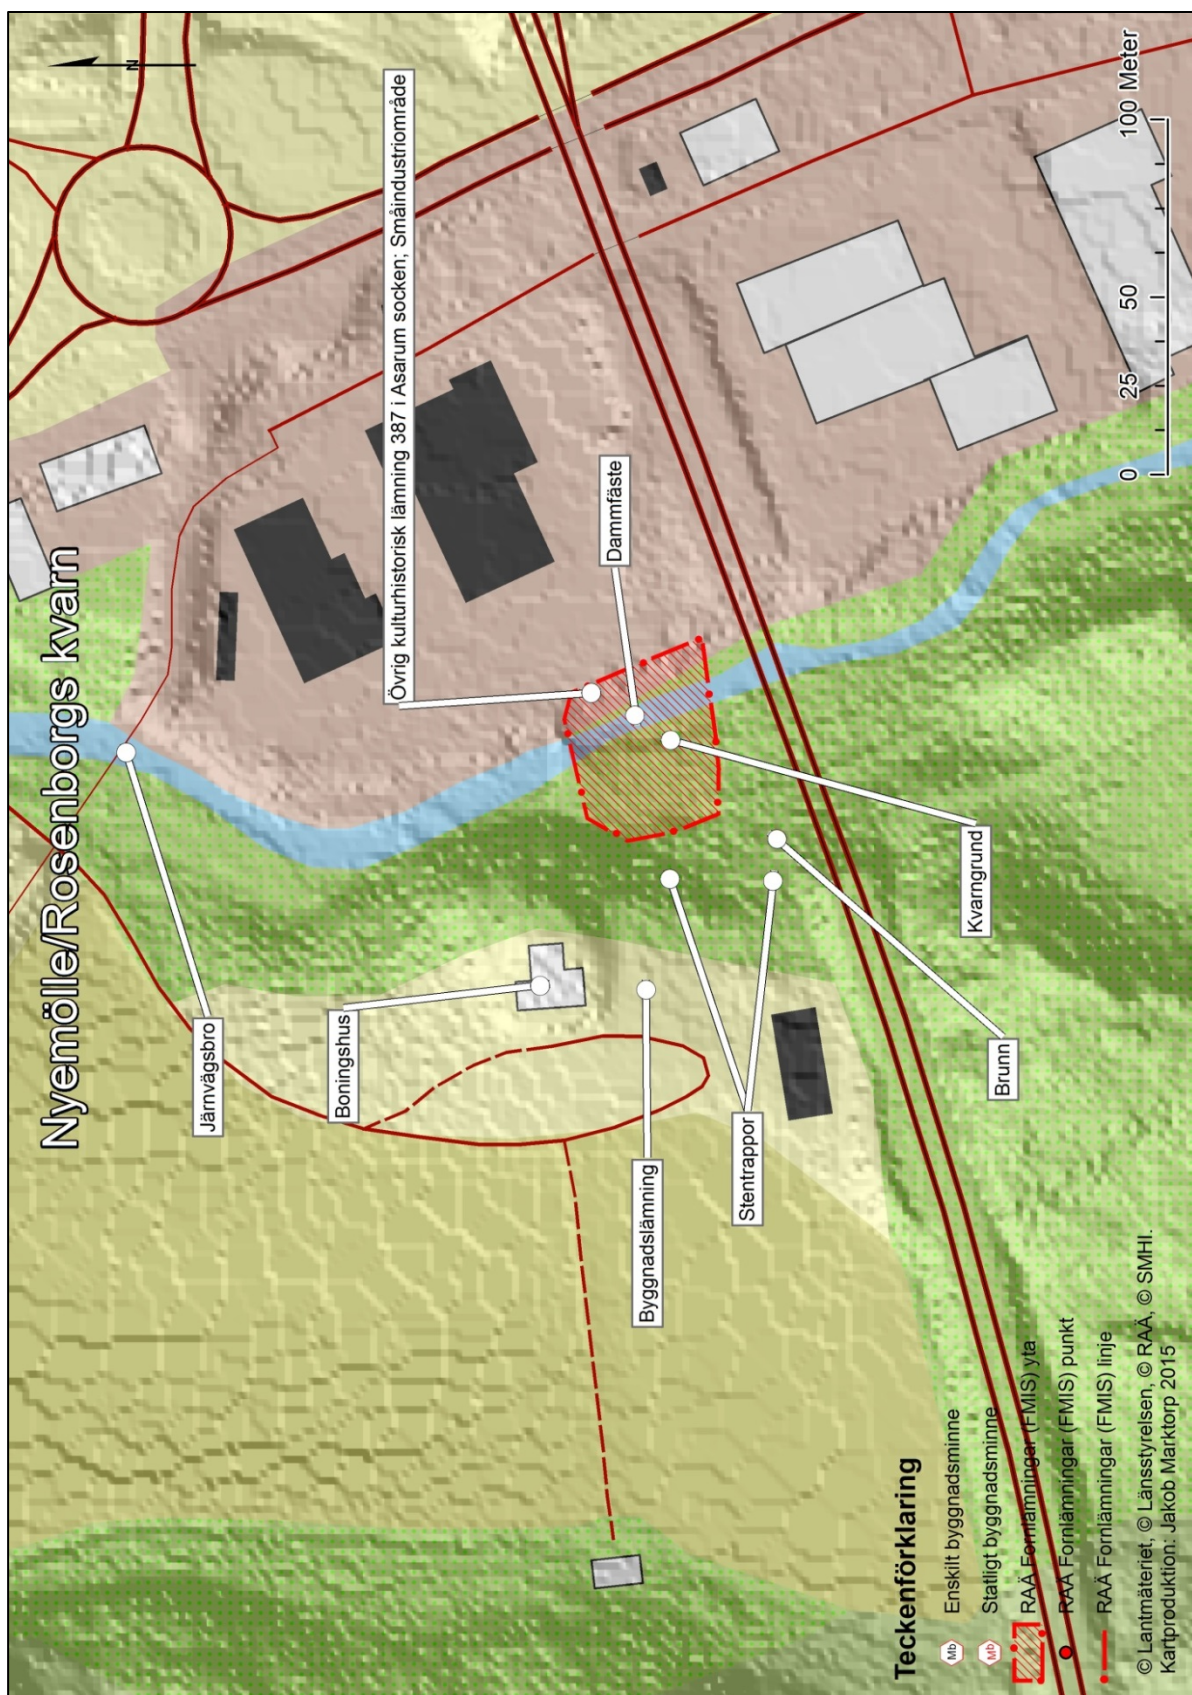 Nyemölle/Rosenborgs kvarn
N
Järnvägsbro
Boningshus
Övrig kulturhistorisk lämning 387 i Asarum socken; Småindustriområde
Dammfäste
Byggnadslämning
Stentrappor
Kvarngrund
Brunn
Teckenförklaring
Mb Enskilt byggnadsminne
Mb Statligt byggnadsminne
RAÄ Fornlämningar (FMIS) yta
RAÄ Fornlämningar (FMIS) punkt
RAÄ Fornlämningar (FMIS) linje
© Lantmäteriet, © Länsstyrelsen, © RAÄ, © SMHI.
Kartproduktion: Jakob Marktorp 2015
0 25 50 100 Meter